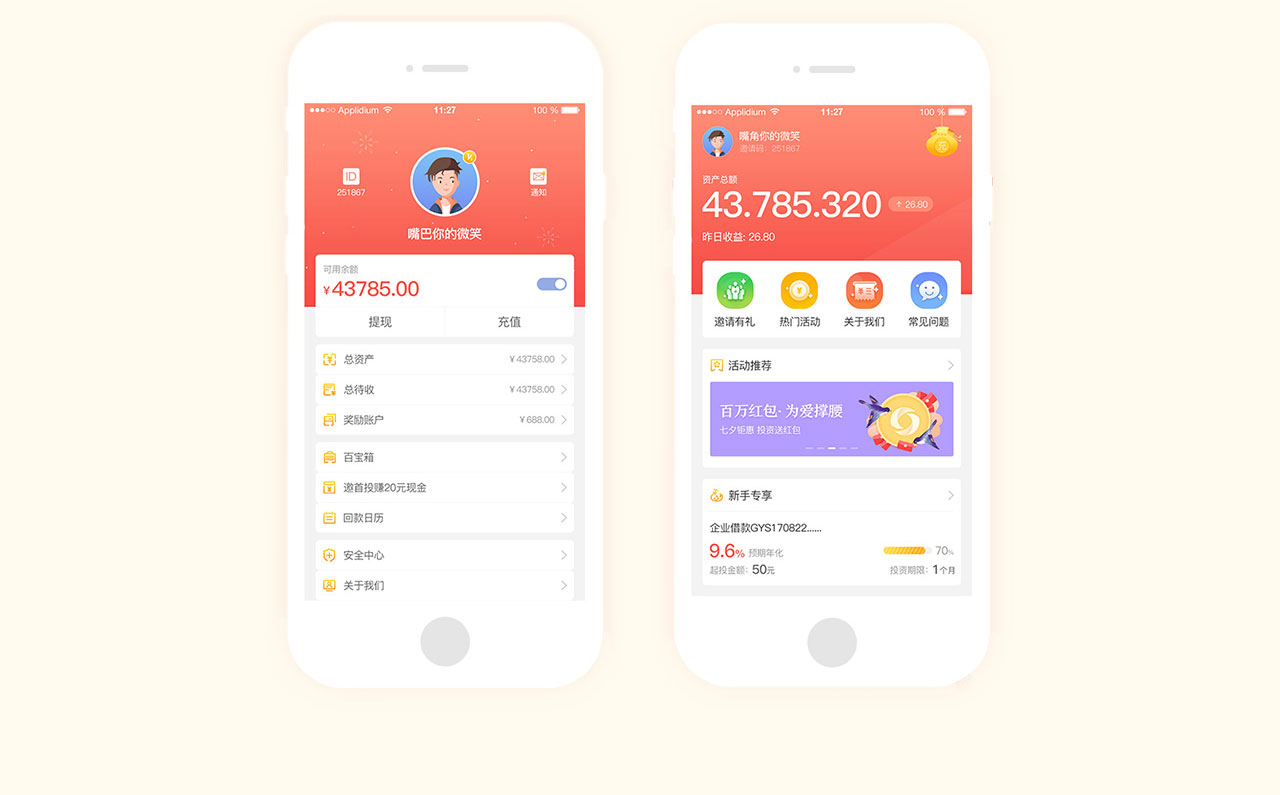 Applidium 11:27 100 %
ID
251867
通知
嘴巴你的微笑
可用余额
¥43785.00
提现 充值
总资产 ¥43758.00
总待收 ¥43758.00
奖励账户 ¥688.00
百宝箱
邀首投赚20元现金
回款日历
安全中心
关于我们
Applidium 11:27 100 %
嘴角你的微笑
邀请码: 251867
资产总额
43.785.320 ↑ 26.80
昨日收益: 26.80
邀请有礼 热门活动 关于我们 常见问题
活动推荐
百万红包- 为爱撑腰
七夕钜惠 投资送红包
新手专享
企业借款GYS170822......
9.6% 预期年化 70%
起投金额: 50元 投资期限: 1个月